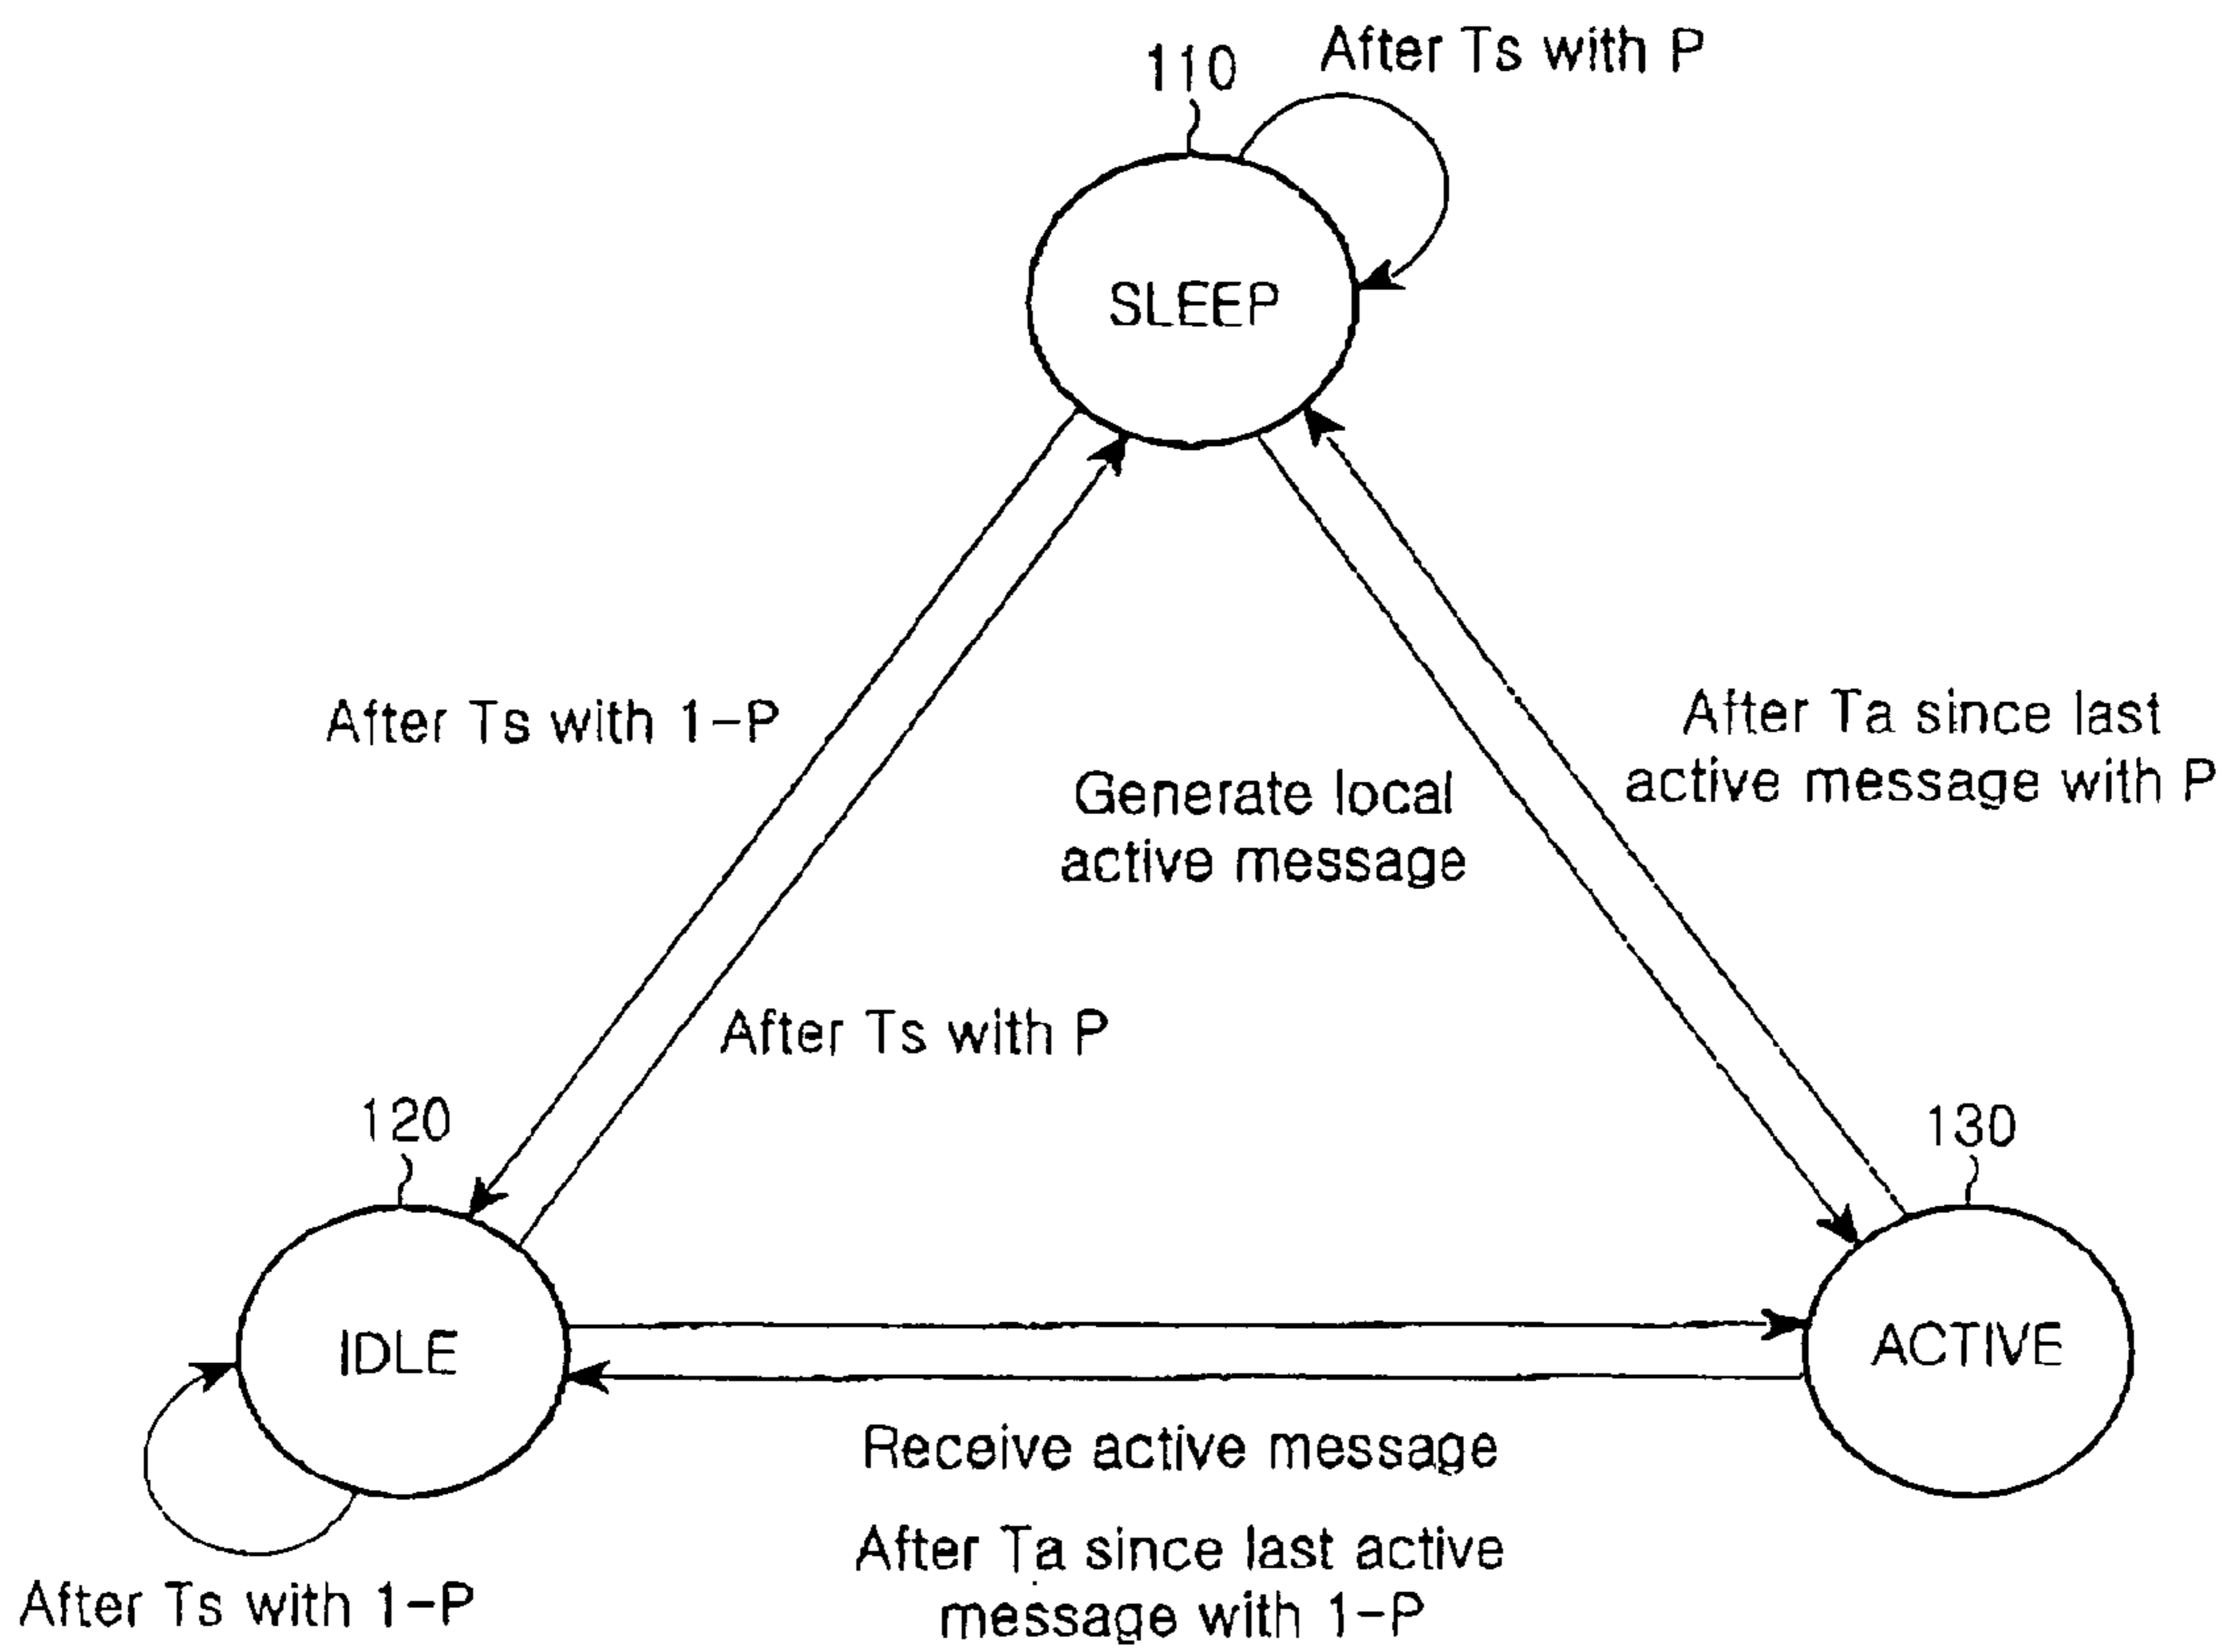 110
After Ts with P
SLEEP
After Ts with 1-P
After Ta since last
active message with P
Generate local
active message
After Ts with P
120
130
IDLE
ACTIVE
Receive active message
After Ta since last active
message with 1-P
After Ts with 1-P